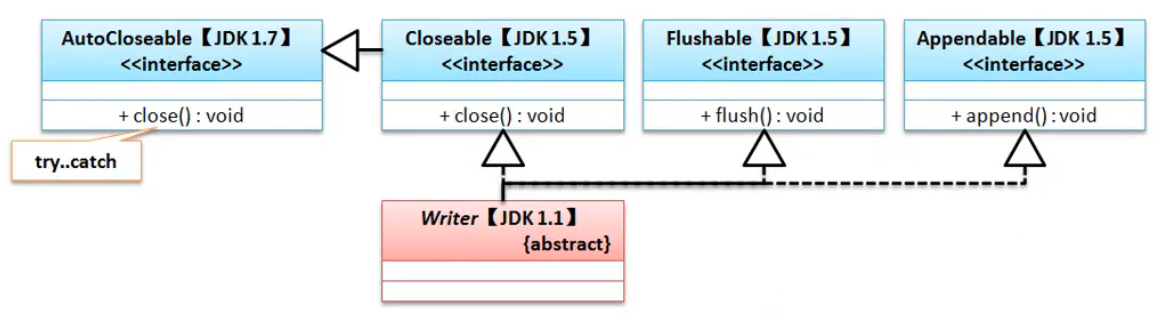 AutoCloseable【JDK 1.7】
<<interface>>
+ close() : void
try..catch
Closeable【JDK 1.5】
<<interface>>
+ close() : void
Flushable【JDK 1.5】
<<interface>>
+ flush() : void
Appendable【JDK 1.5】
<<interface>>
+ append() : void
Writer【JDK 1.1】
{abstract}